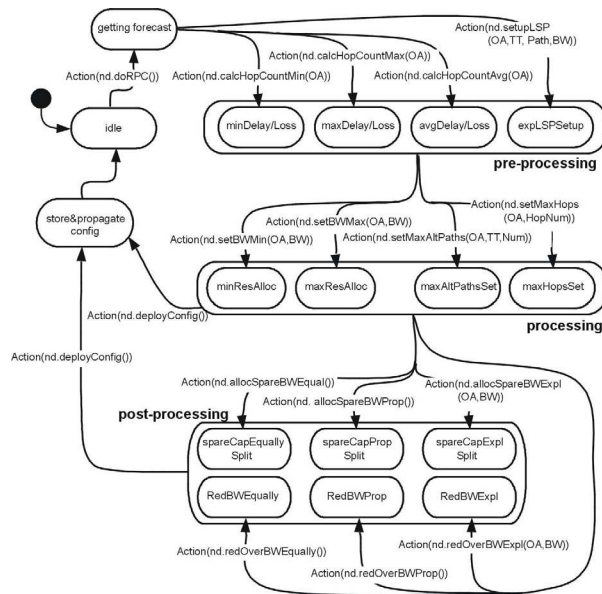 getting forecast
Action(nd.setupLSP
(OA,TT, Path,BW)
Action(nd.calcHopCountMax(OA))
Action(nd.doRPC())
Action(nd.calcHopCountMin(OA))
Action(nd.calcHopCountAvg(OA)
idle
minDelay/Loss
maxDelay/Loss
avgDelay/Loss
expLSPSetup
pre-processing
store&propagate
config
Action(nd.setMaxHops
(OA,HopNum)
Action(nd.setBWMax(OA,BW))
Action(nd.setBWMin(OA,BW))
Action(nd.setMaxAltPaths(OA,TT,Num)
minResAlloc
maxResAlloc
maxAltPathsSet
maxHopsSet
Action(nd.deployConfig())
processing
Action(nd.deployConfig())
Action(nd.allocSpareBWEqual()
Action(nd.allocSpareBWExpl
(OA,BW))
Action(nd. allocSpareBWProp()
post-processing
spareCapEqually
Split
spareCapProp
Split
spareCapExpl
Split
RedBWEqually
RedBWProp
RedBWExpl
Action(nd.redOverBWEqually())
Action(nd.redOverBWExpl(OA,BW))
Action(nd.redOverBWProp())